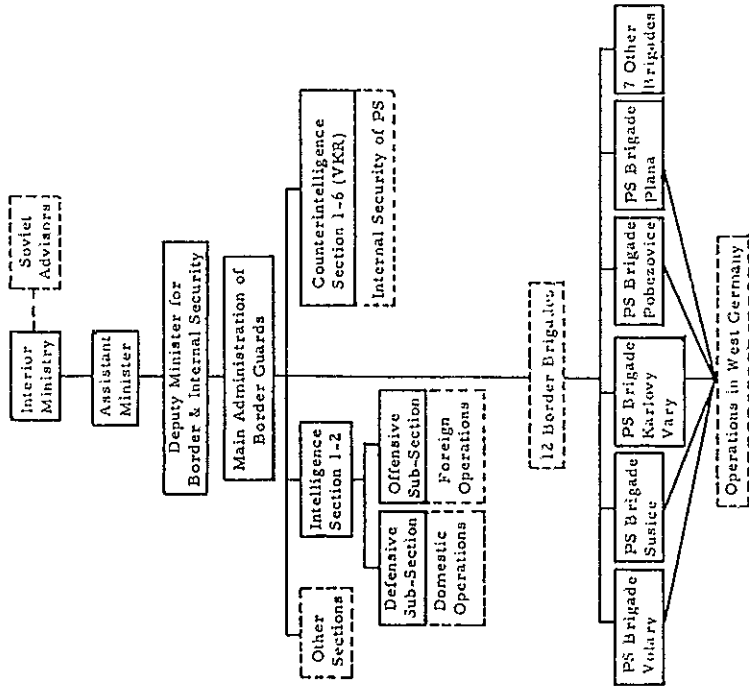 Interior Ministry
Soviet
Advisors
Assistant
Minister
Deputy Minister for
Border & Internal Security
Main Administration of
Border Guards
Other
Sections
Intelligence
Section 1-2
Counterintelligence
Section 1-6 (VKR)
Internal Security of PS
Defensive
Sub-Section
Domestic
Operations
Offensive
Sub-Section
Foreign
Operations
12 Border Brigades
PS Brigade
Volary
PS Brigade
Susice
PS Brigade
Karlovy
Vary
PS Brigade
Pobezovice
PS Brigade
Plana
7 Other
Brigades
Operations in West Germany